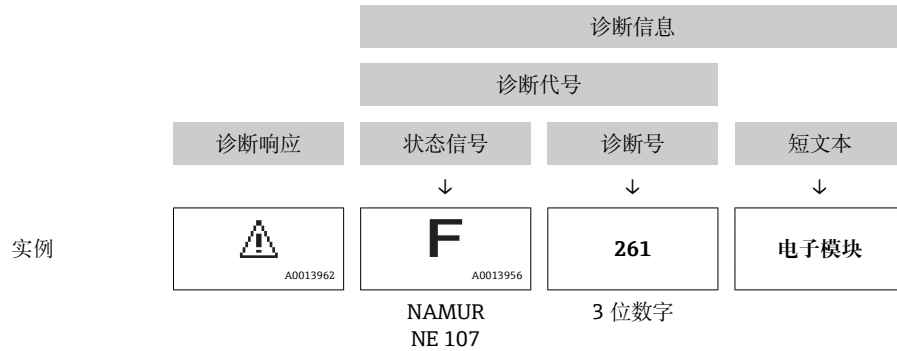 诊断信息
诊断代号
诊断响应 状态信号 诊断号 短文本
↓ ↓ ↓
实例 F 261 电子模块
A0013962 A0013956
NAMUR 3 位数字
NE 107